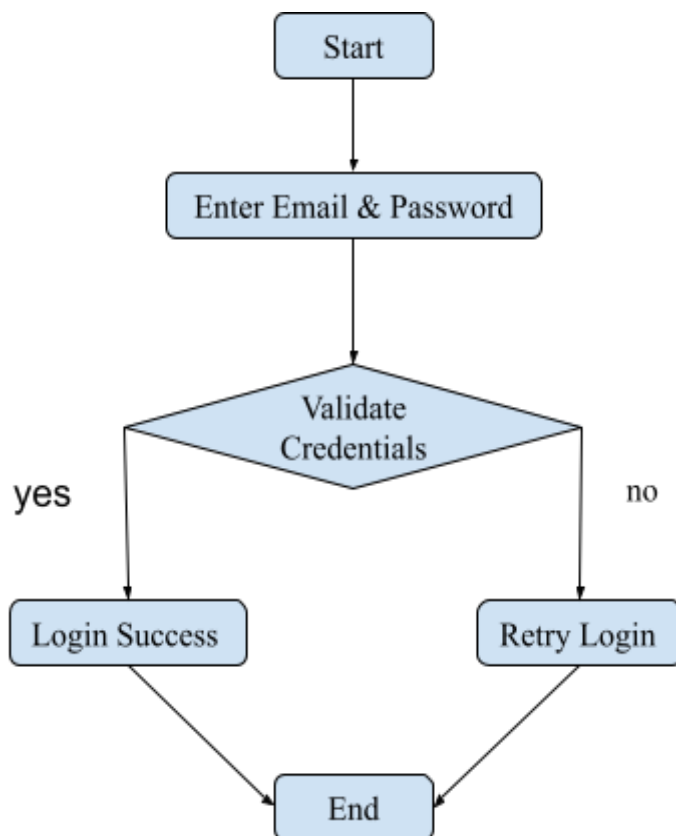 Start
Enter Email & Password
Validate
Credentials
yes
no
Login Success
Retry Login
End